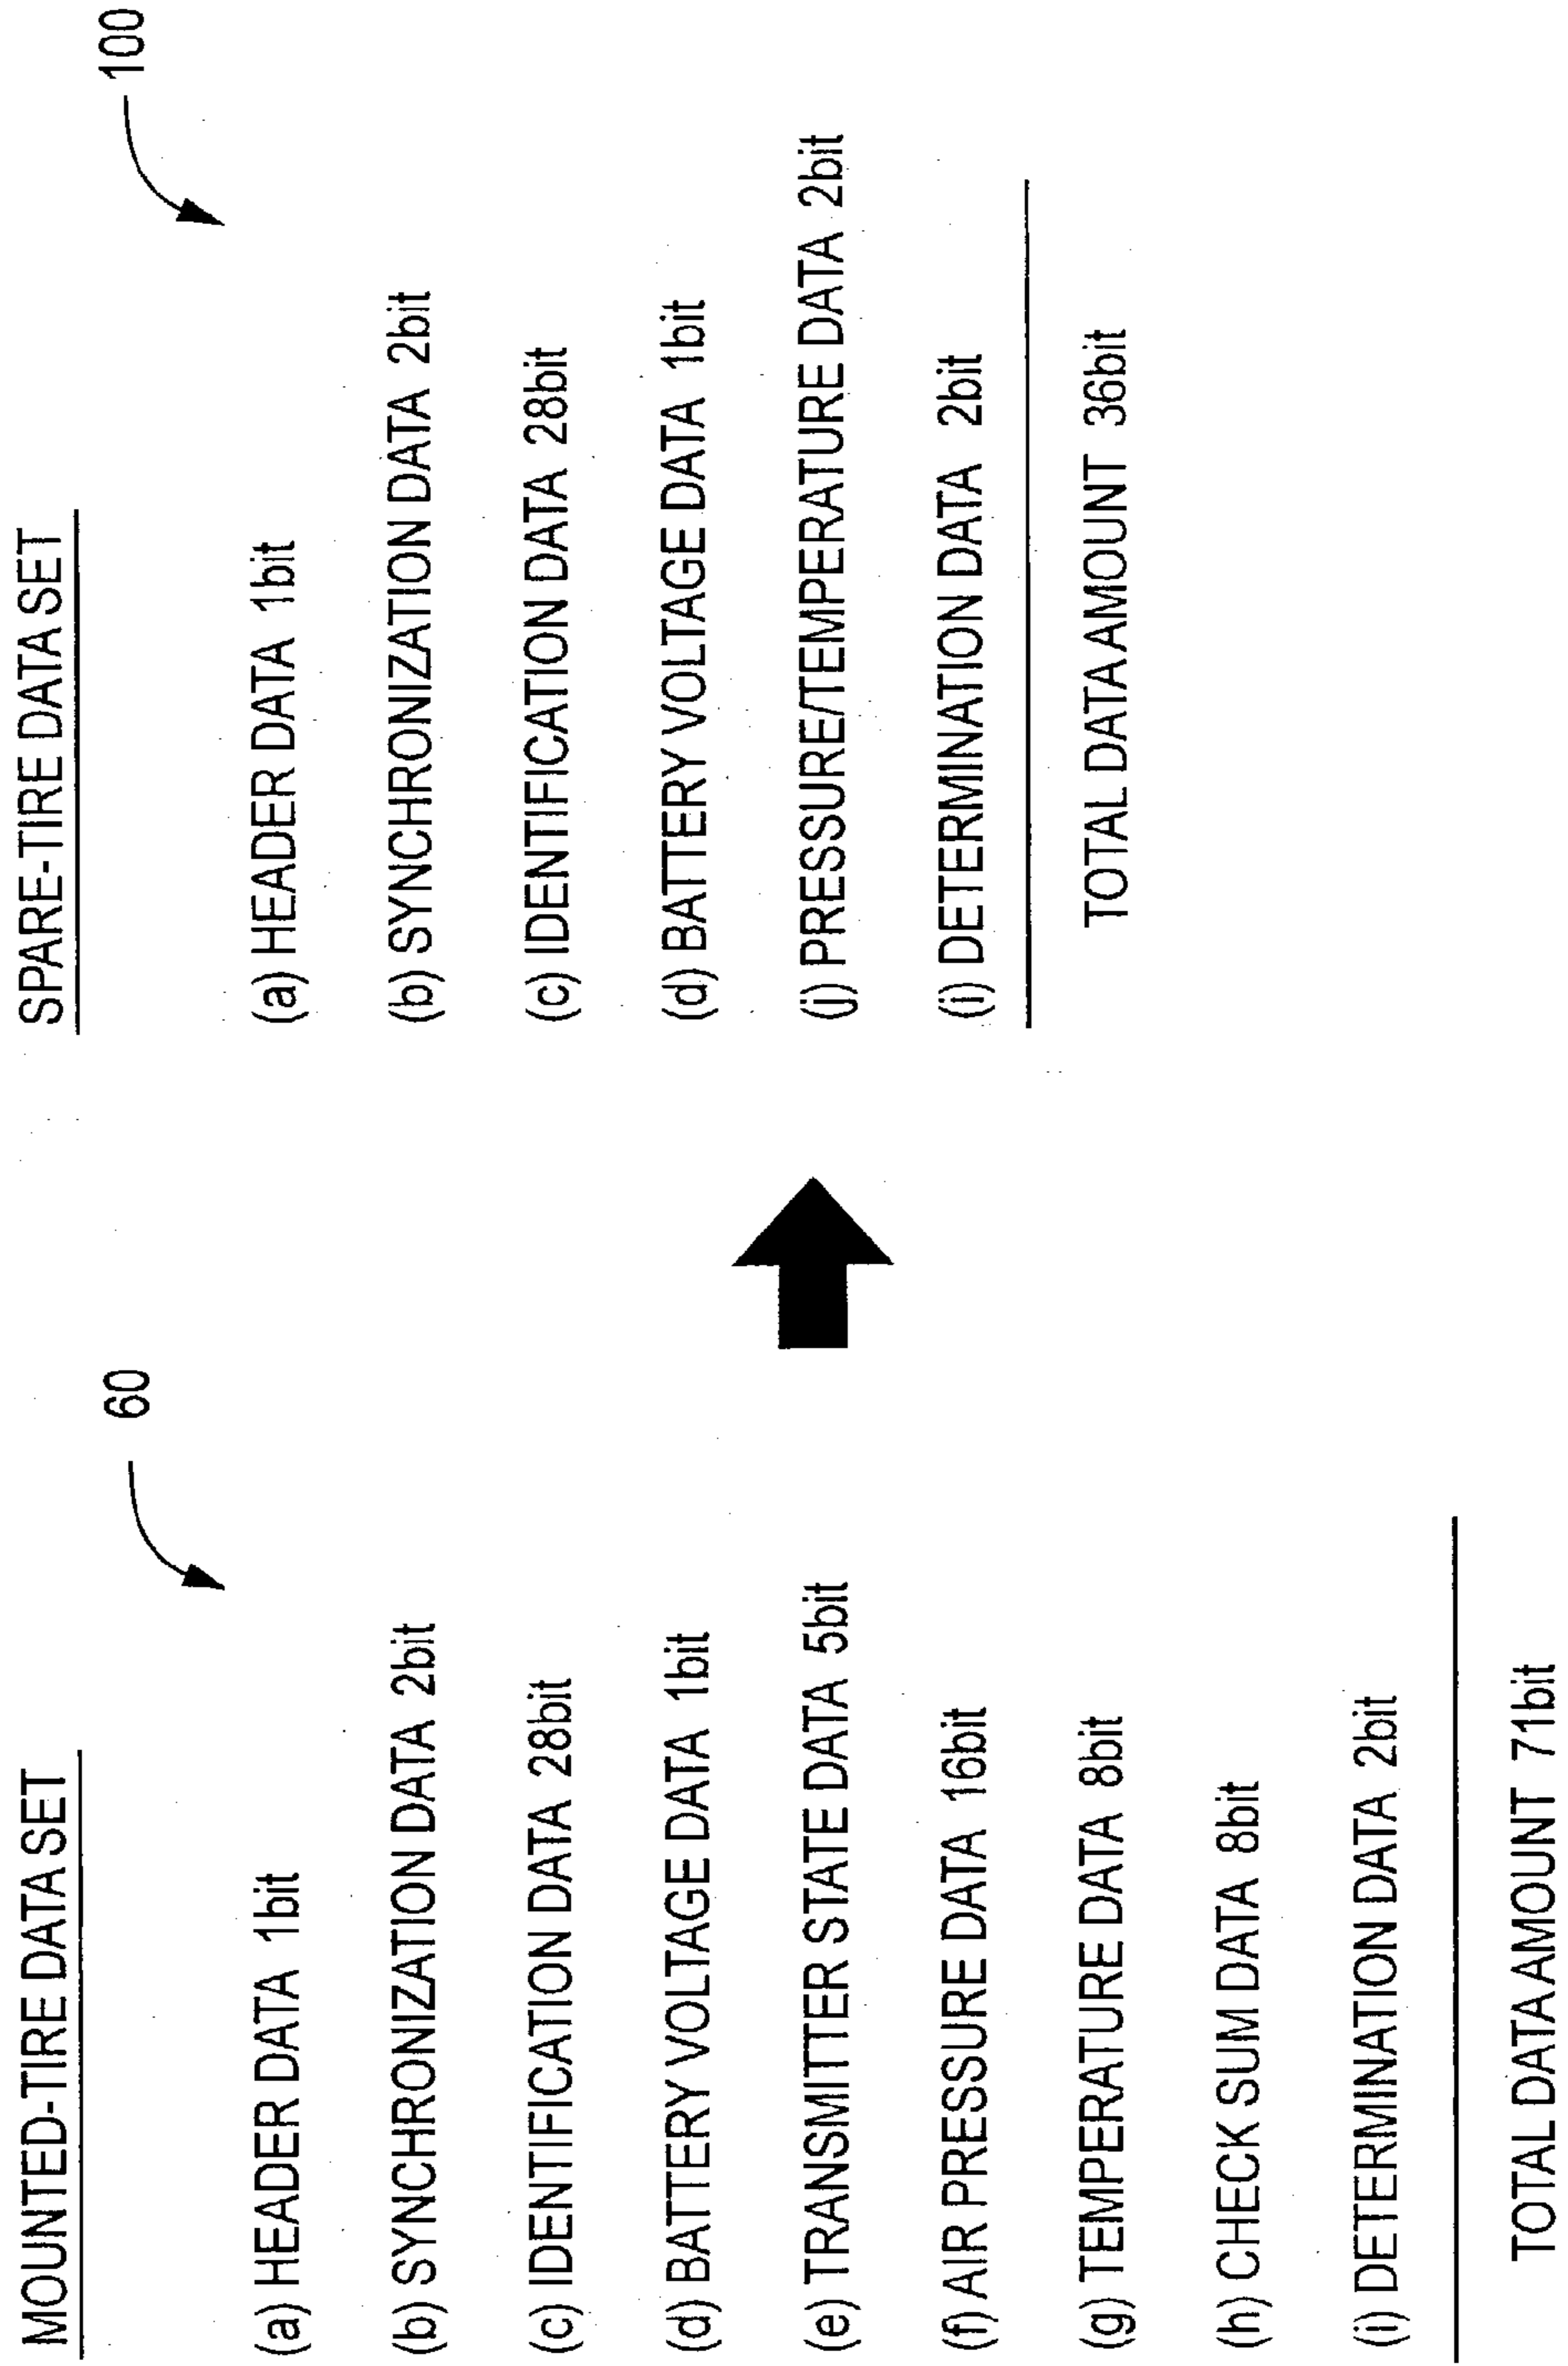 MOUNTED-TIRE DATA SET
60
(a) HEADER DATA 1bit
(b) SYNCHRONIZATION DATA 2bit
(c) IDENTIFICATION DATA 28bit
(d) BATTERY VOLTAGE DATA 1bit
(e) TRANSMITTER STATE DATA 5bit
(f) AIR PRESSURE DATA 16bit
(g) TEMPERATURE DATA 8bit
(h) CHECK SUM DATA 8bit
(i) DETERMINATION DATA 2bit
TOTAL DATA AMOUNT 71bit
SPARE-TIRE DATA SET
100
(a) HEADER DATA 1bit
(b) SYNCHRONIZATION DATA 2bit
(c) IDENTIFICATION DATA 28bit
(d) BATTERY VOLTAGE DATA 1bit
(j) PRESSURE/TEMPERATURE DATA 2bit
(i) DETERMINATION DATA 2bit
TOTAL DATA AMOUNT 36bit